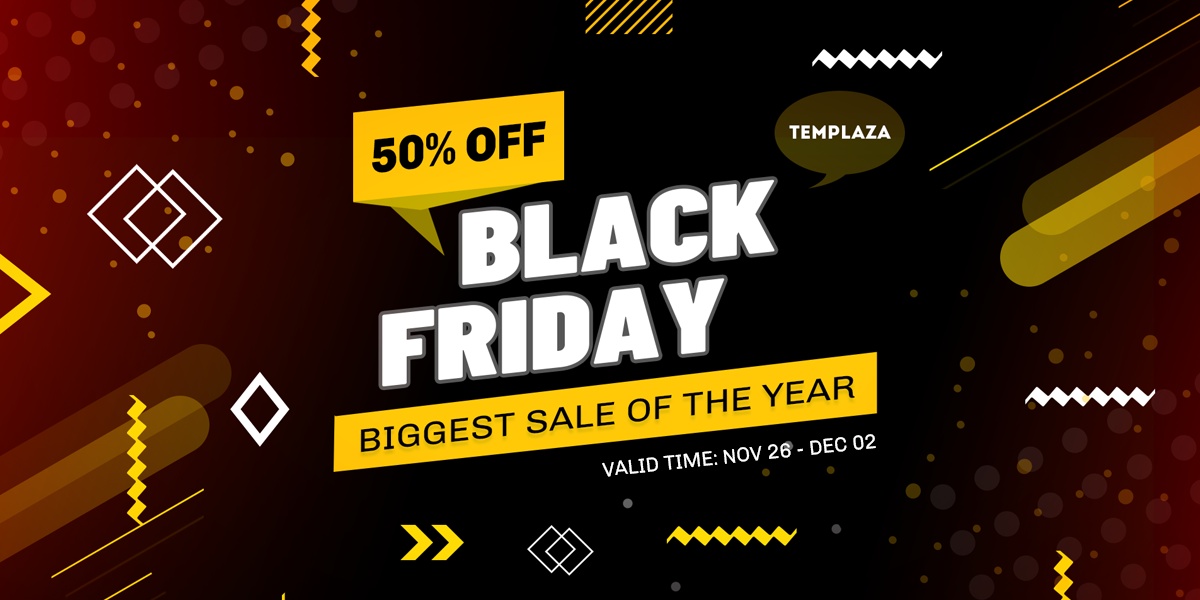 50% OFF
TEMPLAZA
BLACK
FRIDAY
BIGGEST SALE OF THE YEAR
VALID TIME: NOV 26 - DEC 02